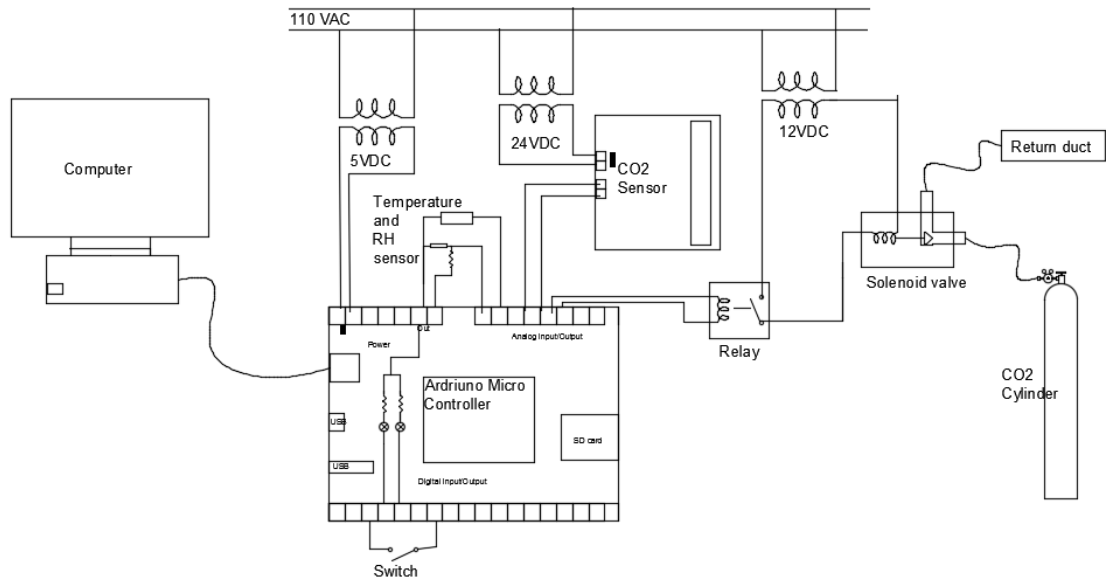 110 VAC
5VDC
24VDC
12VDC
Computer
CO2
Sensor
Return duct
Temperature
and
RH
sensor
Solenoid valve
Relay
Out
Power
Analog Input/Output
Ardriuno Micro
Controller
CO2
Cylinder
USB
SD card
USB
Digital Input/Output
Switch